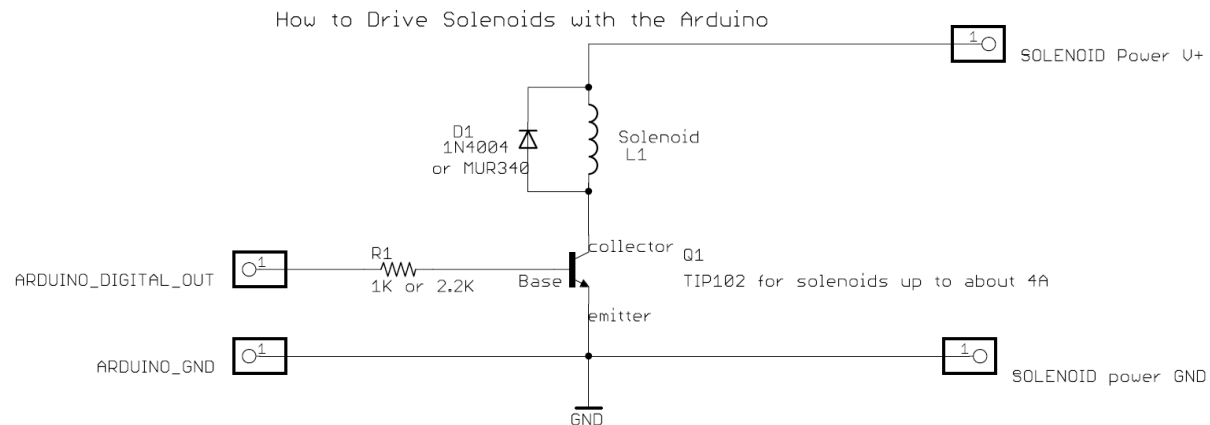 How to Drive Solenoids with the Arduino
1
SOLENOID Power V+
D1
1N4004
or MUR340
Solenoid
L1
collector
Q1
R1
1
ARDUINO_DIGITAL_OUT
1K or 2.2K
Base
TIP102 for solenoids up to about 4A
emitter
1
ARDUINO_GND
1
SOLENOID power GND
GND